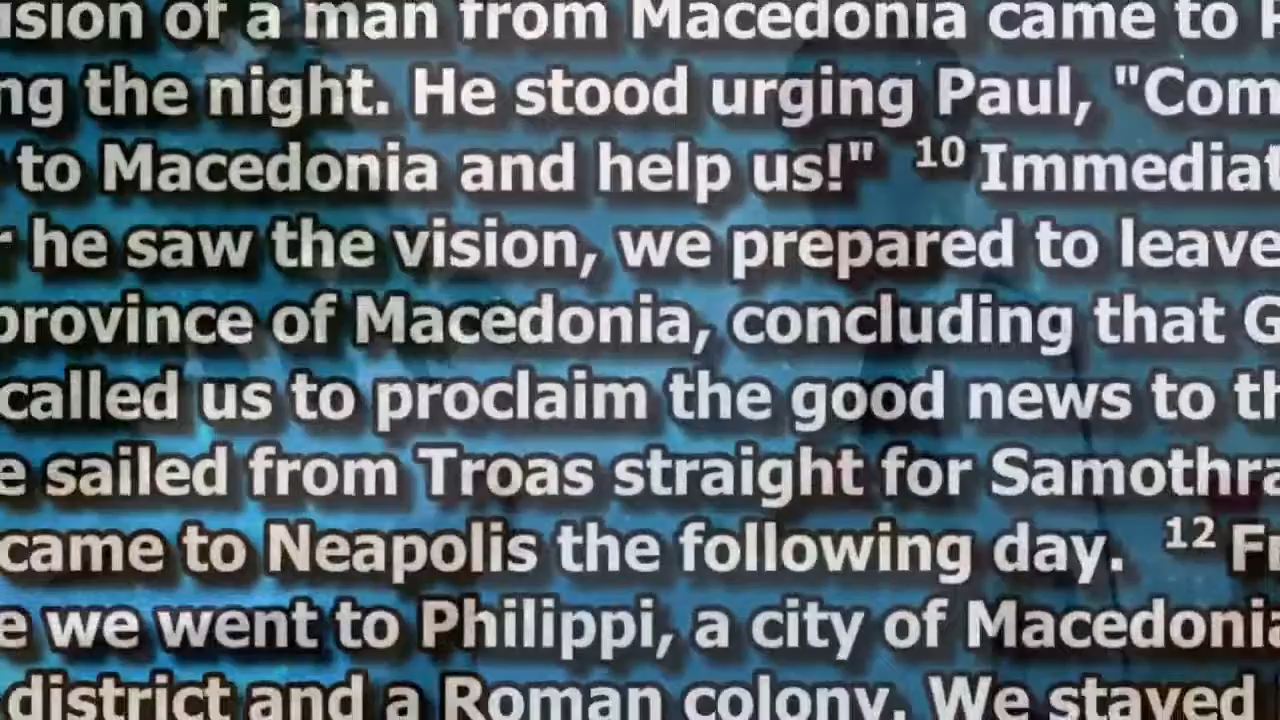 ision of a man from Macedonia came to P
ng the night. He stood urging Paul, "Com
to Macedonia and help us!" 10 Immediat
r he saw the vision, we prepared to leave
province of Macedonia, concluding that G
called us to proclaim the good news to th
e sailed from Troas straight for Samothra
came to Neapolis the following day. 12 Fr
e we went to Philippi, a city of Macedonia
district and a Roman colony. We stayed